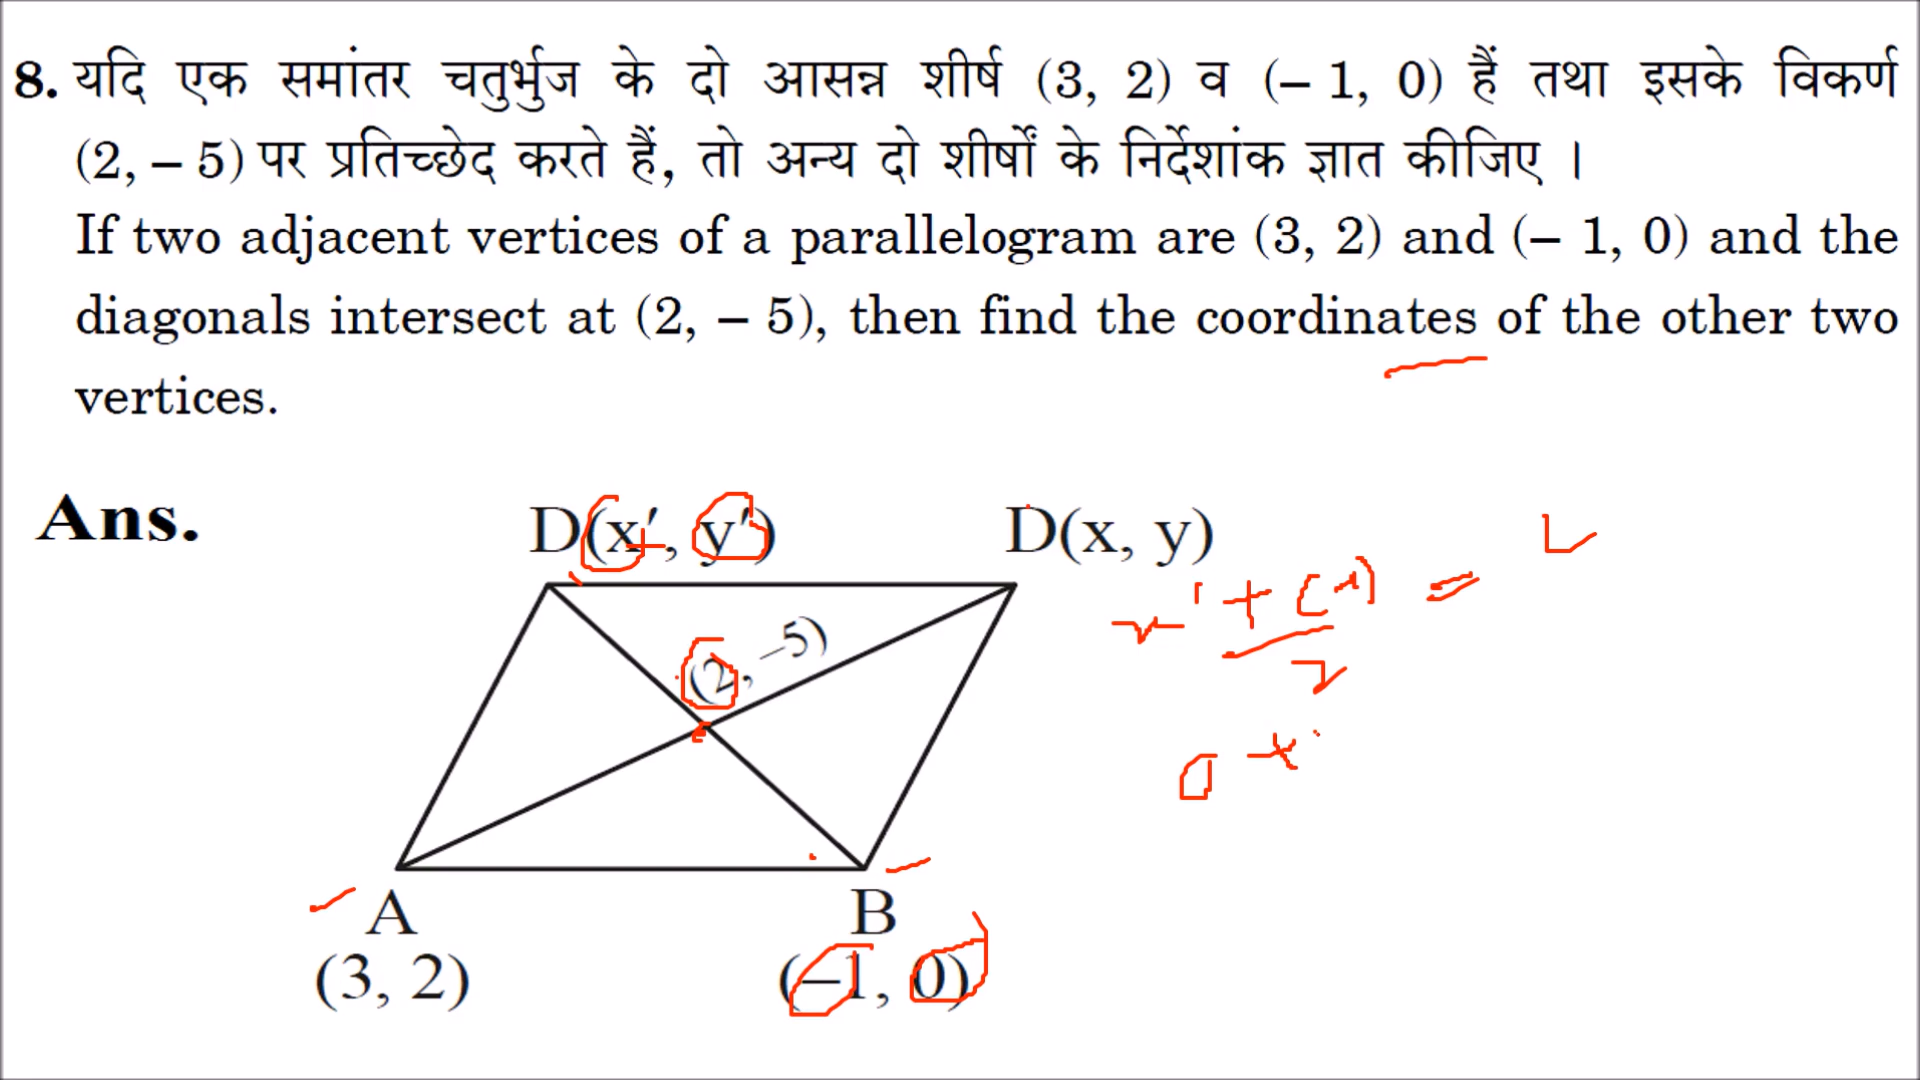 8. यदि एक समांतर चतुर्भुज के दो आसन्न शीर्ष (3, 2) व (– 1, 0) हैं तथा इसके विकर्ण
(2, – 5) पर प्रतिच्छेद करते हैं, तो अन्य दो शीर्षों के निर्देशांक ज्ञात कीजिए ।
If two adjacent vertices of a parallelogram are (3, 2) and (– 1, 0) and the
diagonals intersect at (2, – 5), then find the coordinates of the other two
vertices.
Ans.
D(x′, y′)
D(x, y)
(2, –5)
A
B
(3, 2)
(–1, 0)